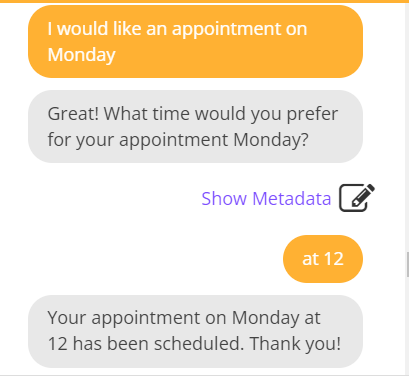 I would like an appointment on
Monday
Great! What time would you prefer
for your appointment Monday?
Show Metadata
at 12
Your appointment on Monday at
12 has been scheduled. Thank you!